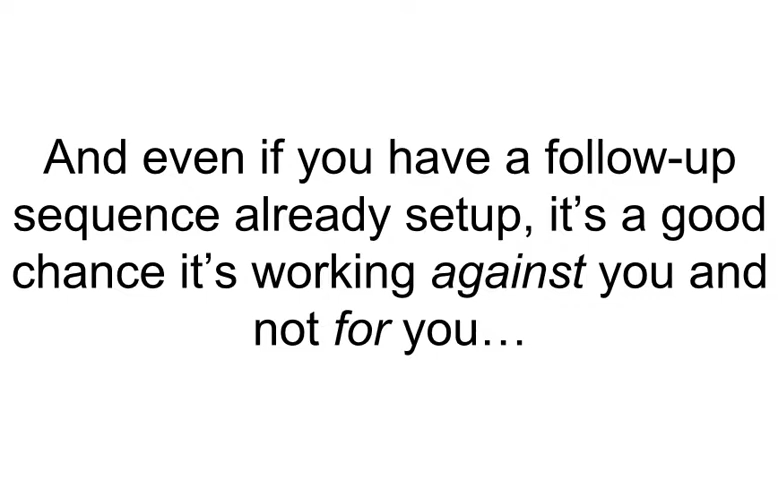 And even if you have a follow-up
sequence already setup, it’s a good
chance it’s working against you and
not for you…